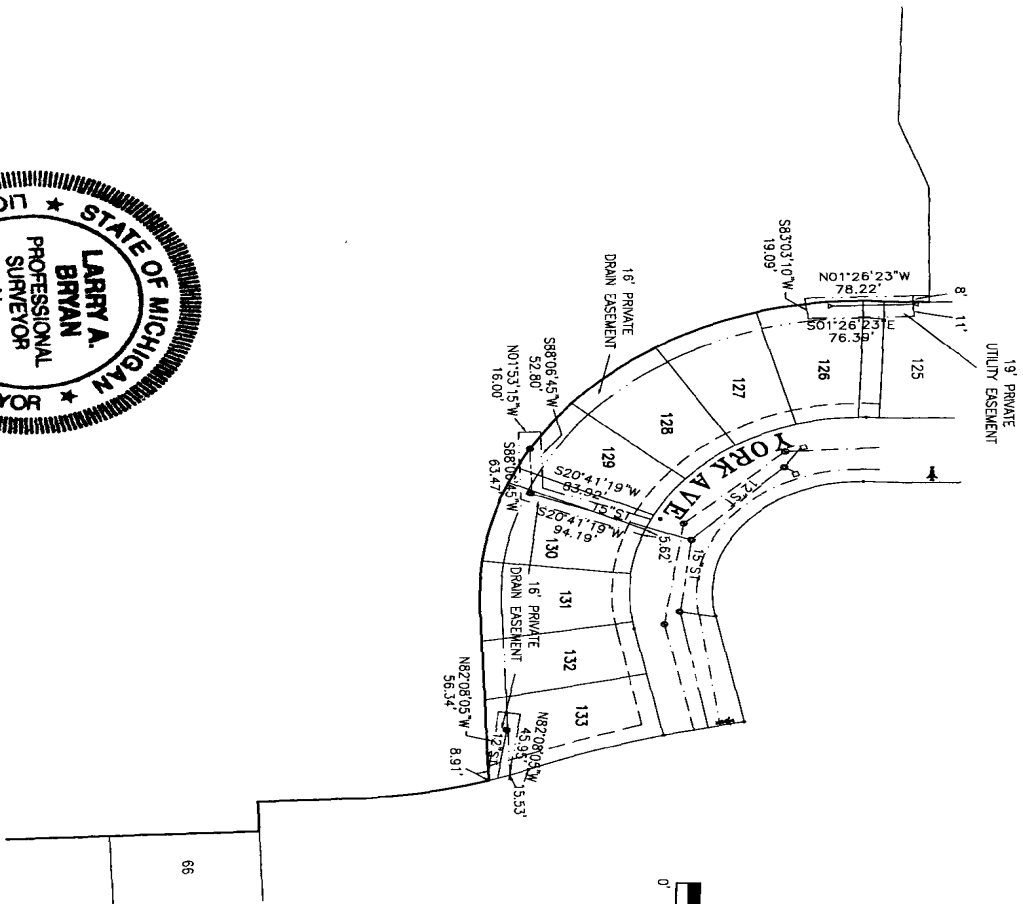 19' PRIVATE
UTILITY EASEMENT
8'
11'
N01°26'23"W
78.22'
S01°26'23"E
76.39'
S83°03'10"W
19.09'
125
126
127
128
129
130
131
132
133
YORK AVE.
12"ST
15"ST
15"ST
5.62'
16' PRIVATE
DRAIN EASEMENT
S88°06'45"W
52.80'
N01°53'15"W
16.00'
S88°06'45"W
63.47'
S20°41'19"W
83.92'
S20°41'19"W
94.19'
16' PRIVATE
DRAIN EASEMENT
N82°08'05"W
56.34'
N82°08'05"W
45.95'
12"ST
15.53'
8.91'
66
0'
STATE OF MICHIGAN
LARRY A.
BRYAN
PROFESSIONAL
SURVEYOR